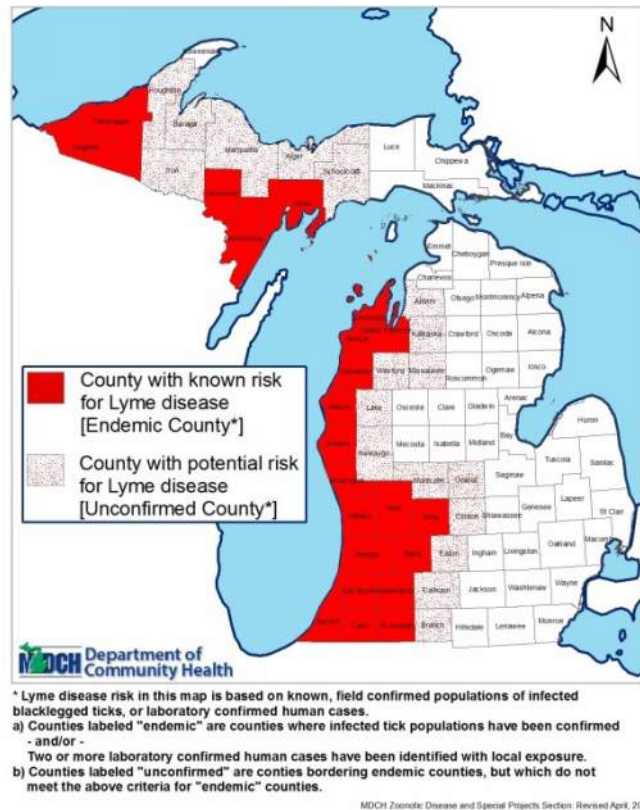 N
Houghton
Baraga
Marquette
Alger
Luce
Chippewa
Iron
Schoolcraft
Mackinac
Emmet
Cheboygan
Presque Isle
Charlevoix
Antrim
Otsego
Montmorency
Alpena
Kalkaska
Crawford
Oscoda
Alcona
Wexford
Missaukee
Roscommon
Ogemaw
Iosco
Arenac
Lake
Osceola
Clare
Gladwin
Huron
Bay
Newaygo
Mecosta
Isabella
Midland
Tuscola
Sanilac
Saginaw
Montcalm
Gratiot
Genesee
Lapeer
St Clair
Clinton
Shiawassee
Oakland
Macomb
Eaton
Ingham
Livingston
Calhoun
Jackson
Washtenaw
Wayne
Branch
Hillsdale
Lenawee
Monroe
County with known risk
for Lyme disease
[Endemic County*]
County with potential risk
for Lyme disease
[Unconfirmed County*]
MDCH Department of
Community Health
* Lyme disease risk in this map is based on known, field confirmed populations of infected
blacklegged ticks, or laboratory confirmed human cases.
a) Counties labeled "endemic" are counties where infected tick populations have been confirmed
- and/or -
Two or more laboratory confirmed human cases have been identified with local exposure.
b) Counties labeled "unconfirmed" are conties bordering endemic counties, but which do not
meet the above criteria for "endemic" counties.
MDCH Zoonotic Disease and Special Projects Section: Revised April, 20